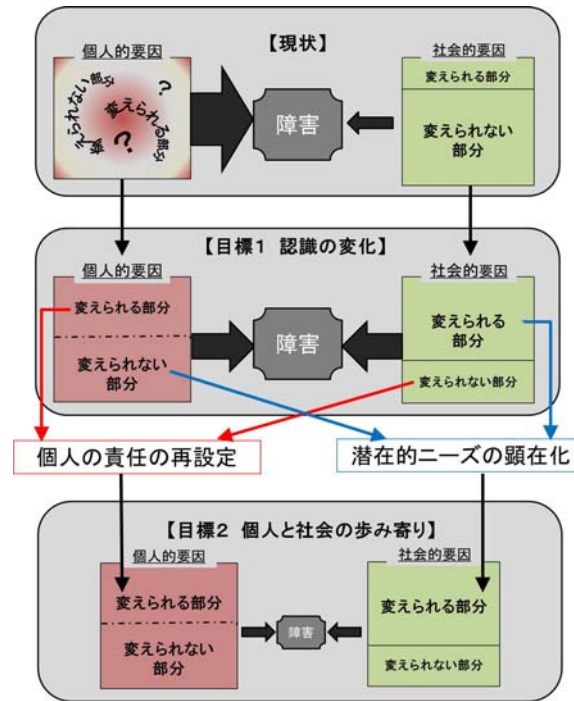 【現状】
個人的要因
変えられない部分
?
変えられる部分
?
変えられる部分
障害
社会的要因
変えられる部分
変えられない
部分
【目標1 認識の変化】
個人的要因
変えられる部分
変えられない
部分
障害
社会的要因
変えられる
部分
変えられない部分
個人の責任の再設定
潜在的ニーズの顕在化
【目標2 個人と社会の歩み寄り】
個人的要因
変えられる部分
変えられない
部分
障害
社会的要因
変えられる部分
変えられない部分